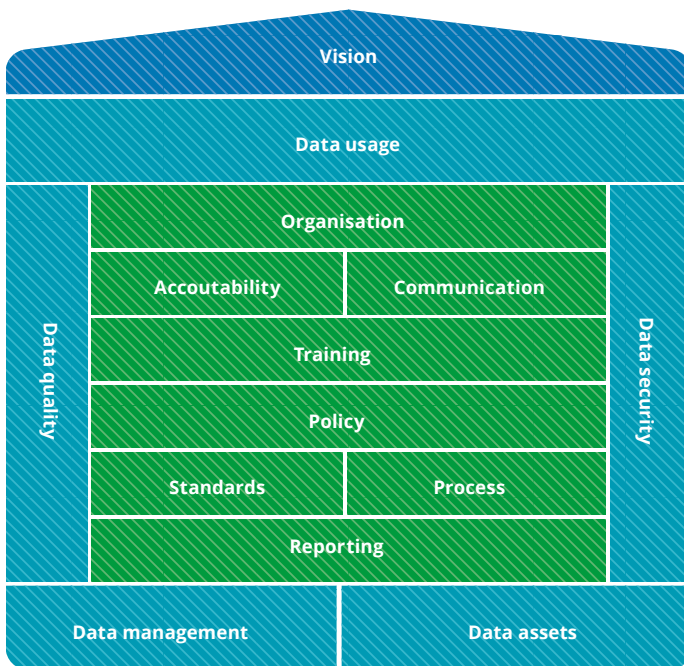 Vision
Data usage
Organisation
Accoutability
Communication
Data quality
Data security
Training
Policy
Standards
Process
Reporting
Data management
Data assets